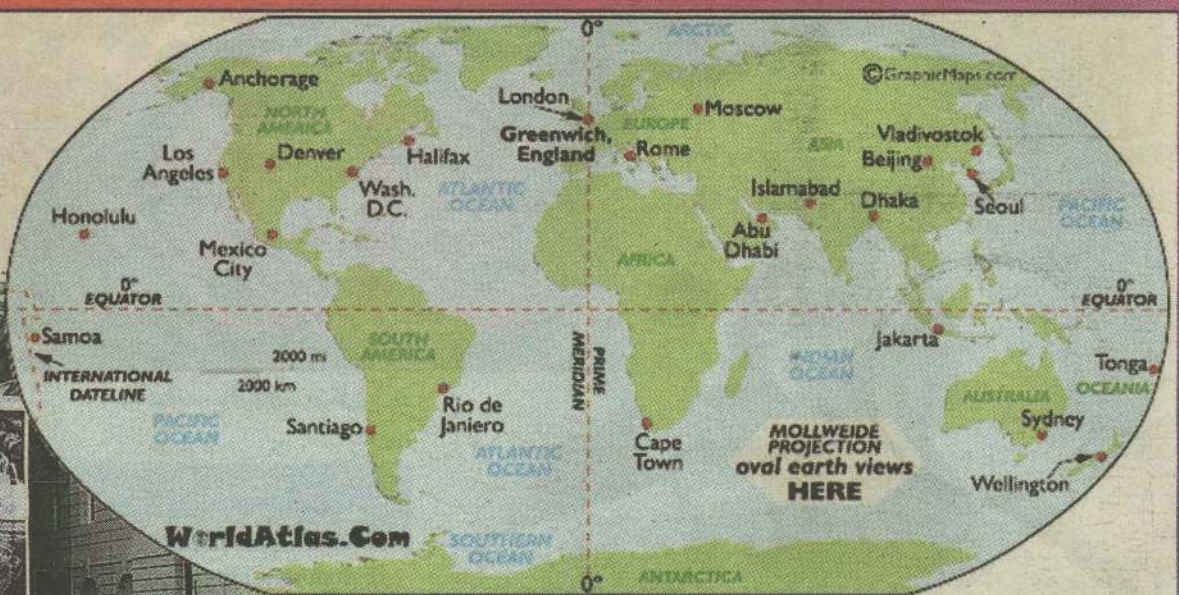 0°
ARCTIC
©GraphicMaps.com
Anchorage
London
Moscow
NORTH
AMERICA
EUROPE
Greenwich,
England
Vladivostok
ASIA
Los
Angeles
Denver
Halifax
Rome
Beijing
Wash.
D.C.
ATLANTIC
OCEAN
Islamabad
Dhaka
Seoul
PACIFIC
OCEAN
Honolulu
Mexico
City
Abu
Dhabi
AFRICA
0°
EQUATOR
0°
EQUATOR
Samoa
SOUTH
AMERICA
PRIME
MERIDIAN
Jakarta
INDIAN
OCEAN
Tonga
2000 mi
2000 km
INTERNATIONAL
DATELINE
OCEANIA
AUSTRALIA
Rio de
Janiero
PACIFIC
OCEAN
Santiago
Sydney
Cape
Town
MOLLWEIDE
PROJECTION
oval earth views
HERE
ATLANTIC
OCEAN
Wellington
WorldAtlas.Com
SOUTHERN
OCEAN
ANTARCTICA
0°